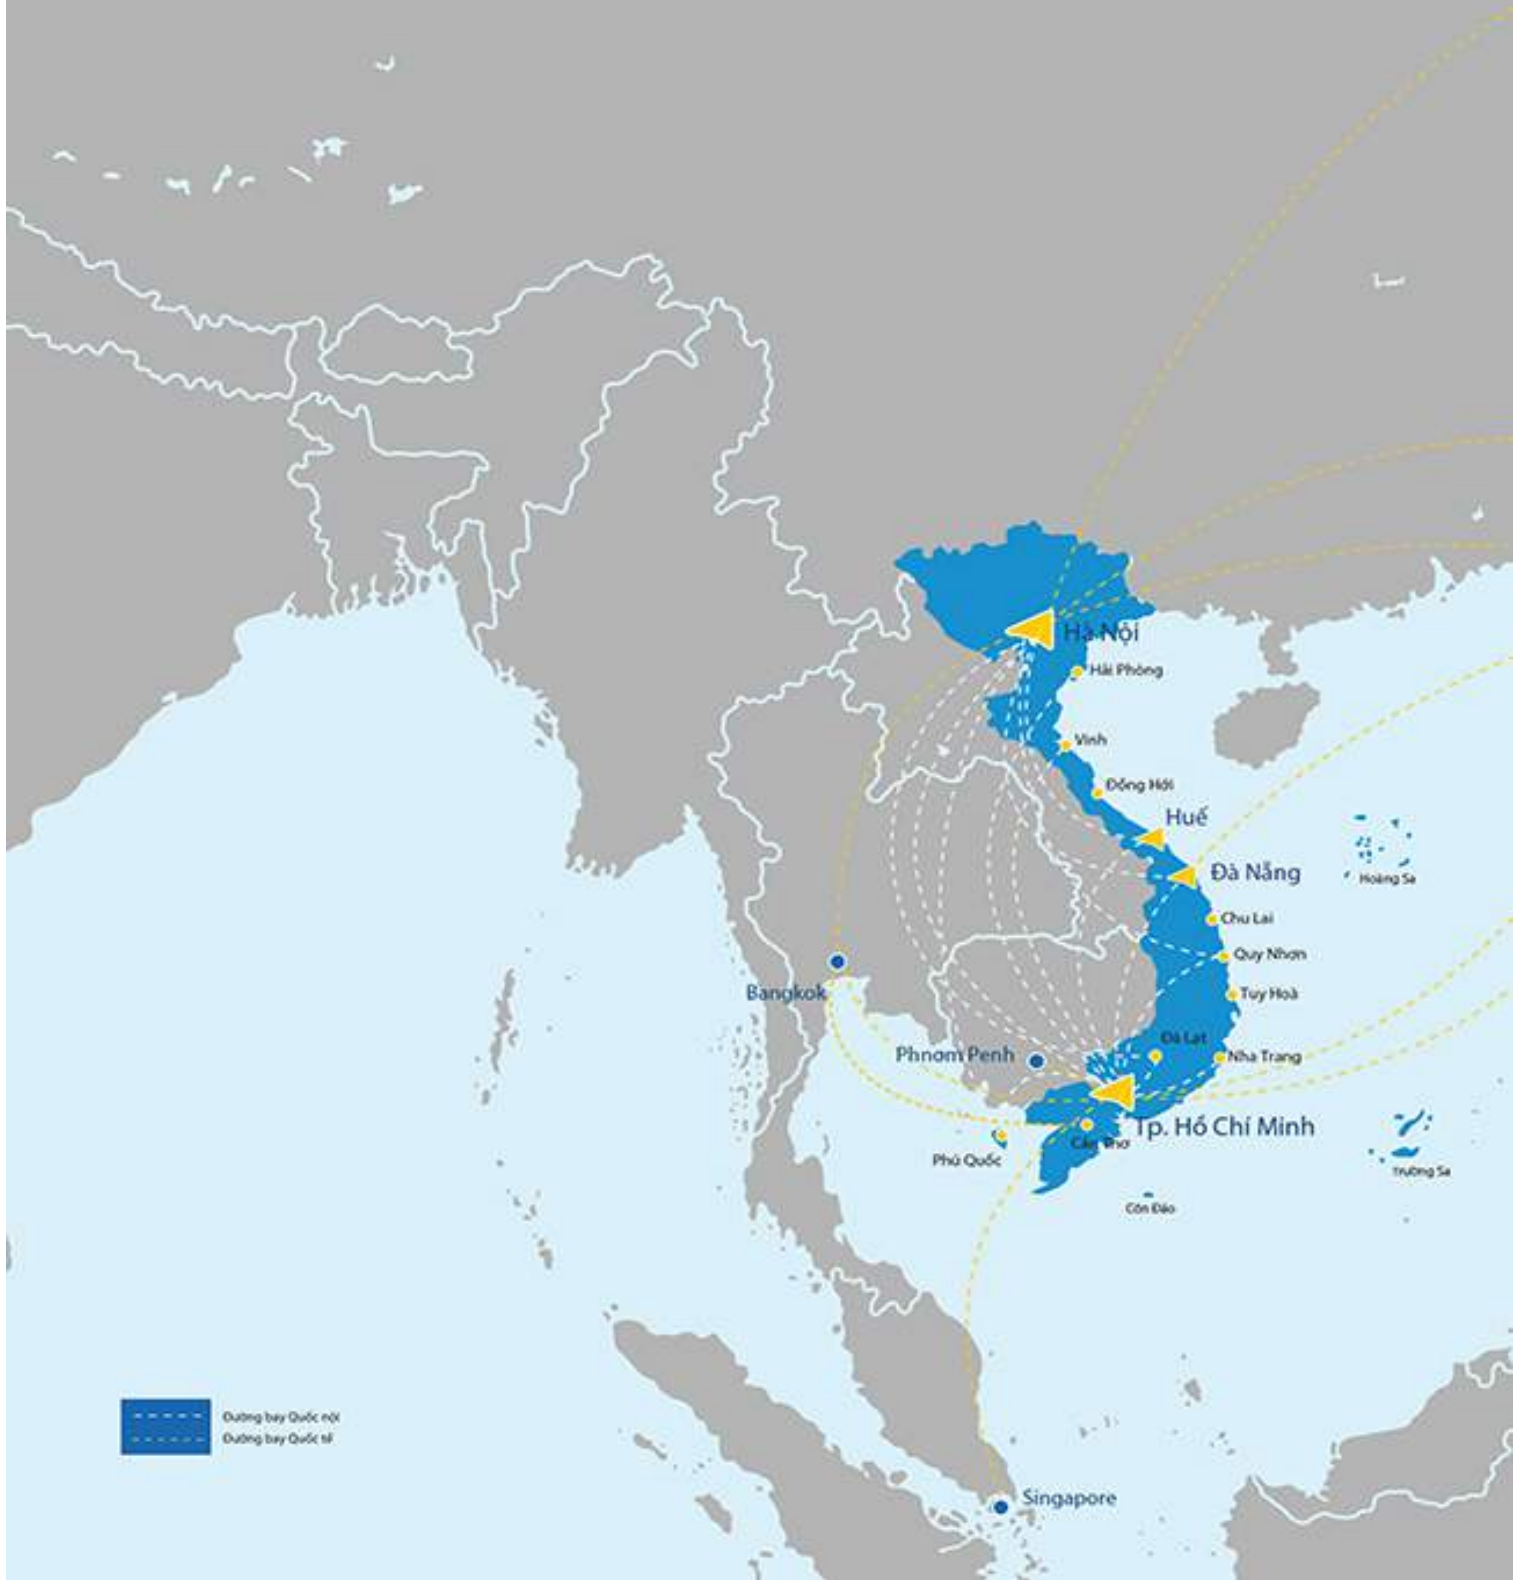 Hà Nội
Hải Phòng
Vinh
Đồng Hới
Huế
Đà Nẵng
Hoàng Sa
Chu Lai
Quy Nhơn
Bangkok
Tuy Hoà
Đà Lạt
Phnom Penh
Nha Trang
Tp. Hồ Chí Minh
Cần Thơ
Phú Quốc
Trường Sa
Côn Đảo
Đường bay Quốc nội
Đường bay Quốc tế
Singapore